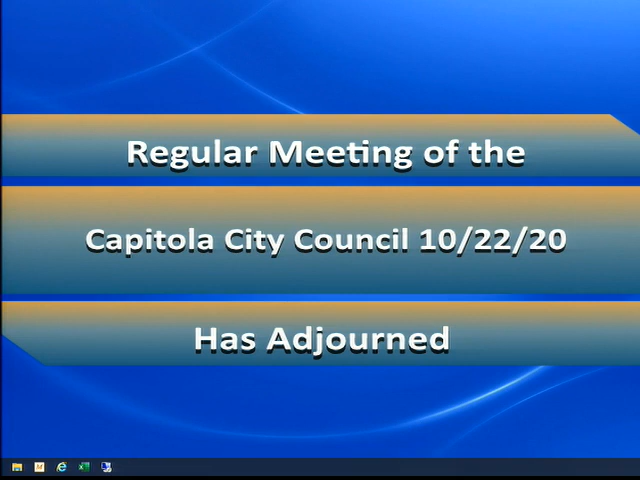 Regular Meeting of the
Capitola City Council 10/22/20
Has Adjourned